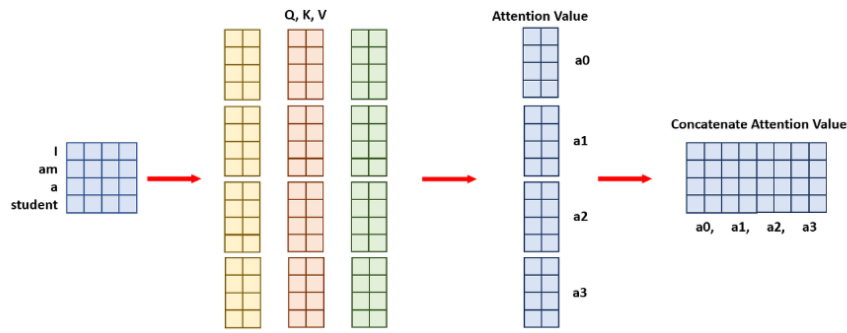 Q, K, V
Attention Value
a0
I
am
a
student
a1
Concatenate Attention Value
a2
a0, a1, a2, a3
a3